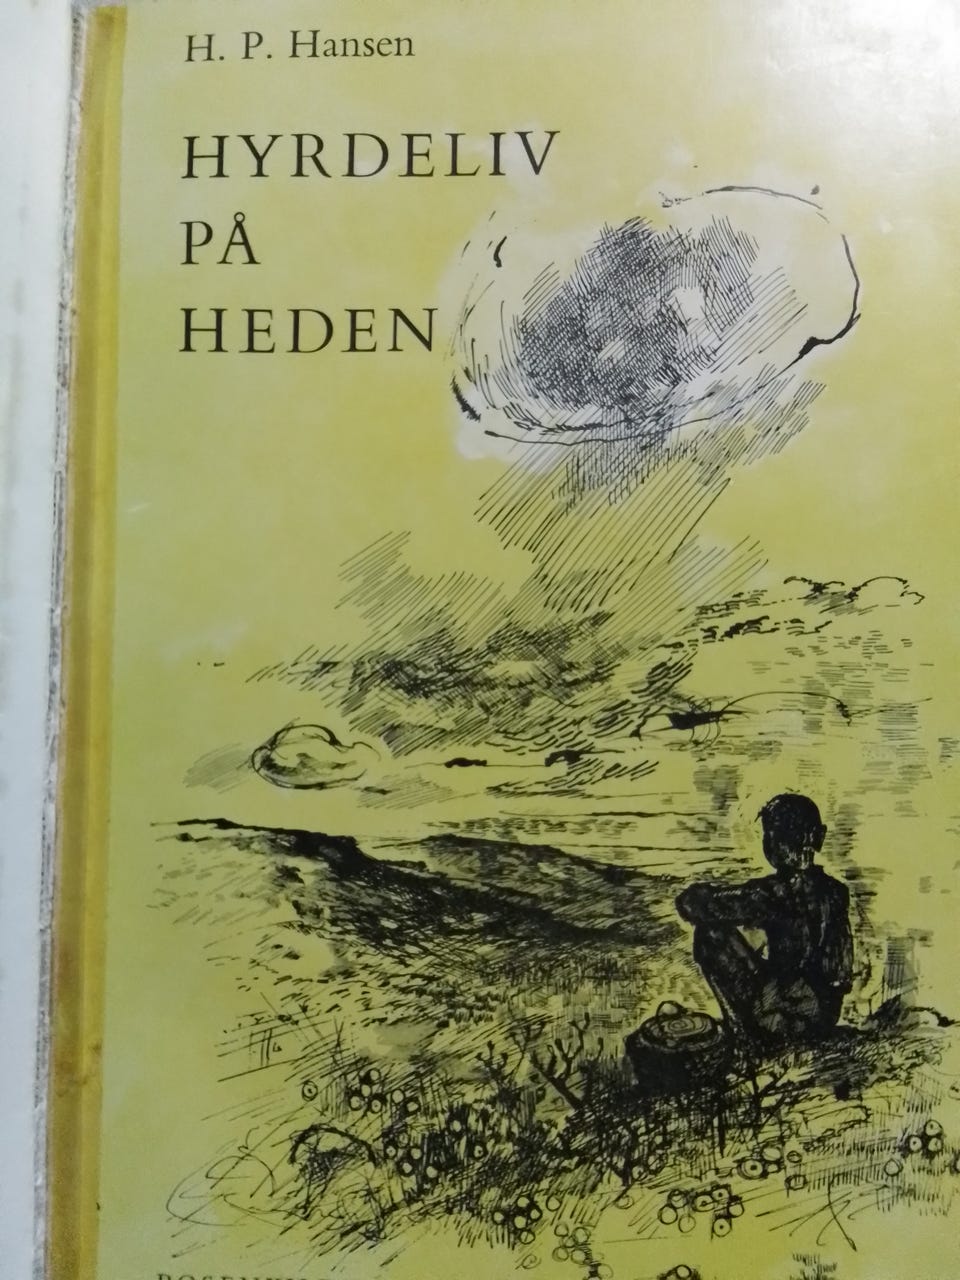 H. P. Hansen
HYRDELIV
PÅ
HEDEN